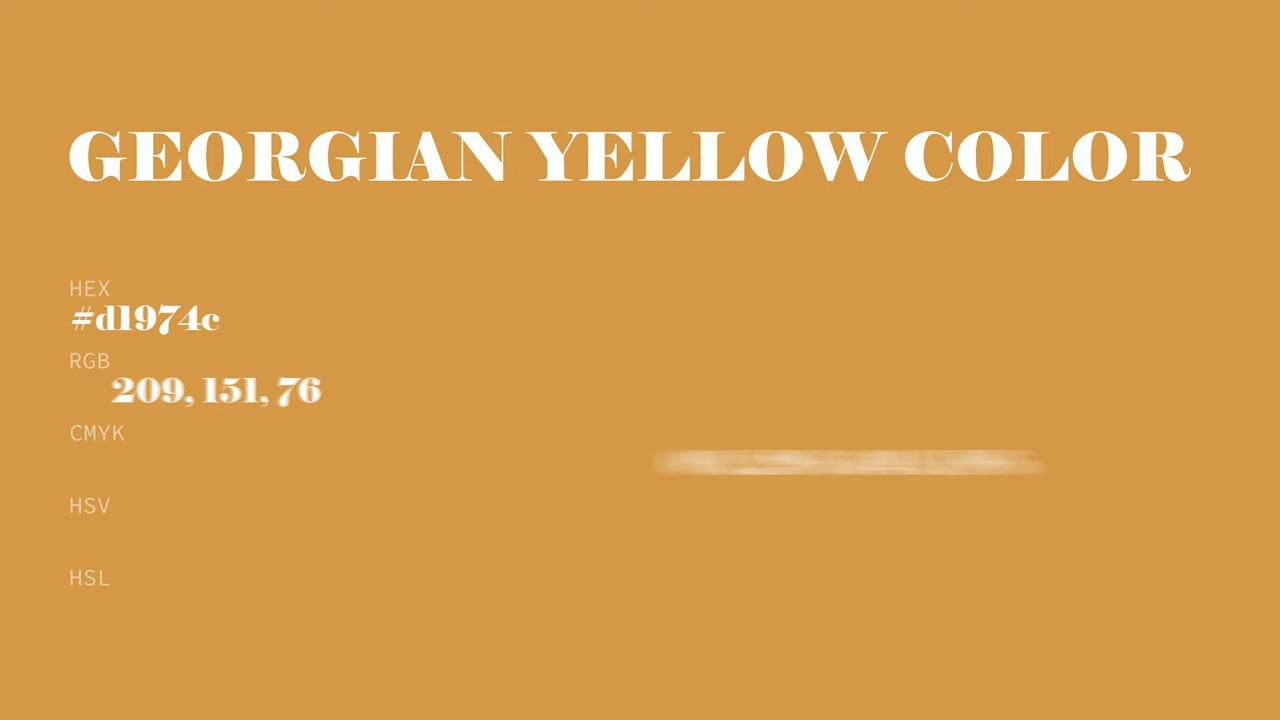 GEORGIAN YELLOW COLOR
HEX
#d1974c
RGB
209, 151, 76
CMYK
HSV
HSL